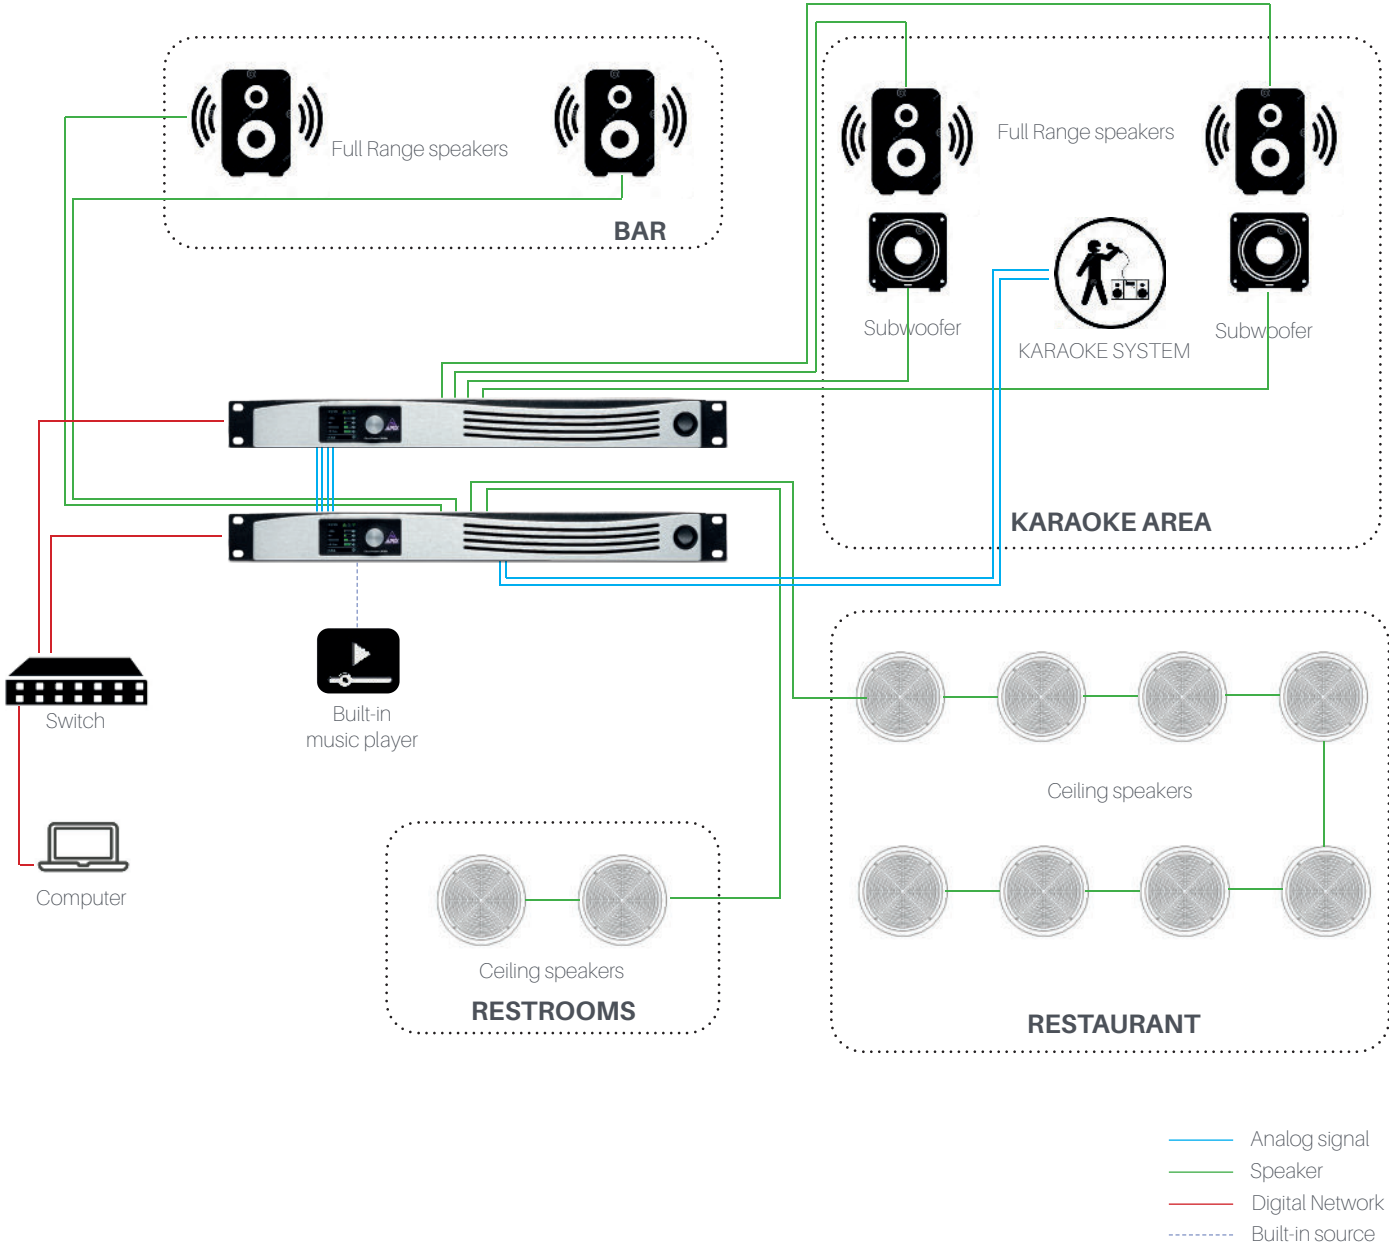 Full Range speakers
BAR
Full Range speakers
Subwoofer
KARAOKE SYSTEM
Subwoofer
KARAOKE AREA
Switch
Built-in
music player
Computer
Ceiling speakers
RESTAURANT
Ceiling speakers
RESTROOMS
Analog signal
Speaker
Digital Network
Built-in source